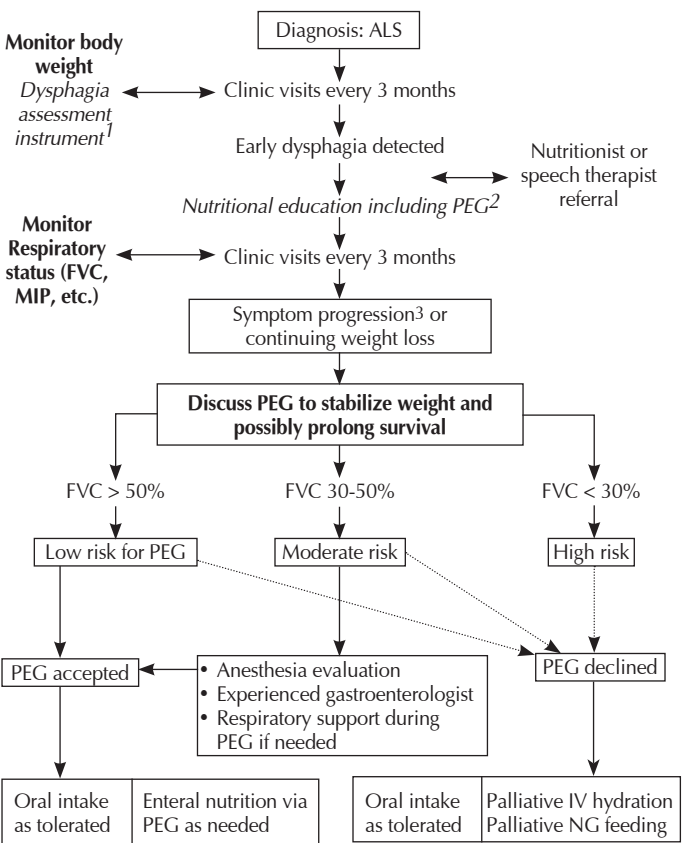 Diagnosis: ALS
Monitor body
weight
Dysphagia
assessment
instrument1
Clinic visits every 3 months
Early dysphagia detected
Nutritionist or
speech therapist
referral
Nutritional education including PEG2
Monitor
Respiratory
status (FVC,
MIP, etc.)
Clinic visits every 3 months
Symptom progression3 or
continuing weight loss
Discuss PEG to stabilize weight and
possibly prolong survival
FVC > 50%
FVC 30-50%
FVC < 30%
Low risk for PEG
Moderate risk
High risk
PEG accepted
• Anesthesia evaluation
• Experienced gastroenterologist
• Respiratory support during
PEG if needed
PEG declined
Oral intake
as tolerated
Enteral nutrition via
PEG as needed
Oral intake
as tolerated
Palliative IV hydration
Palliative NG feeding